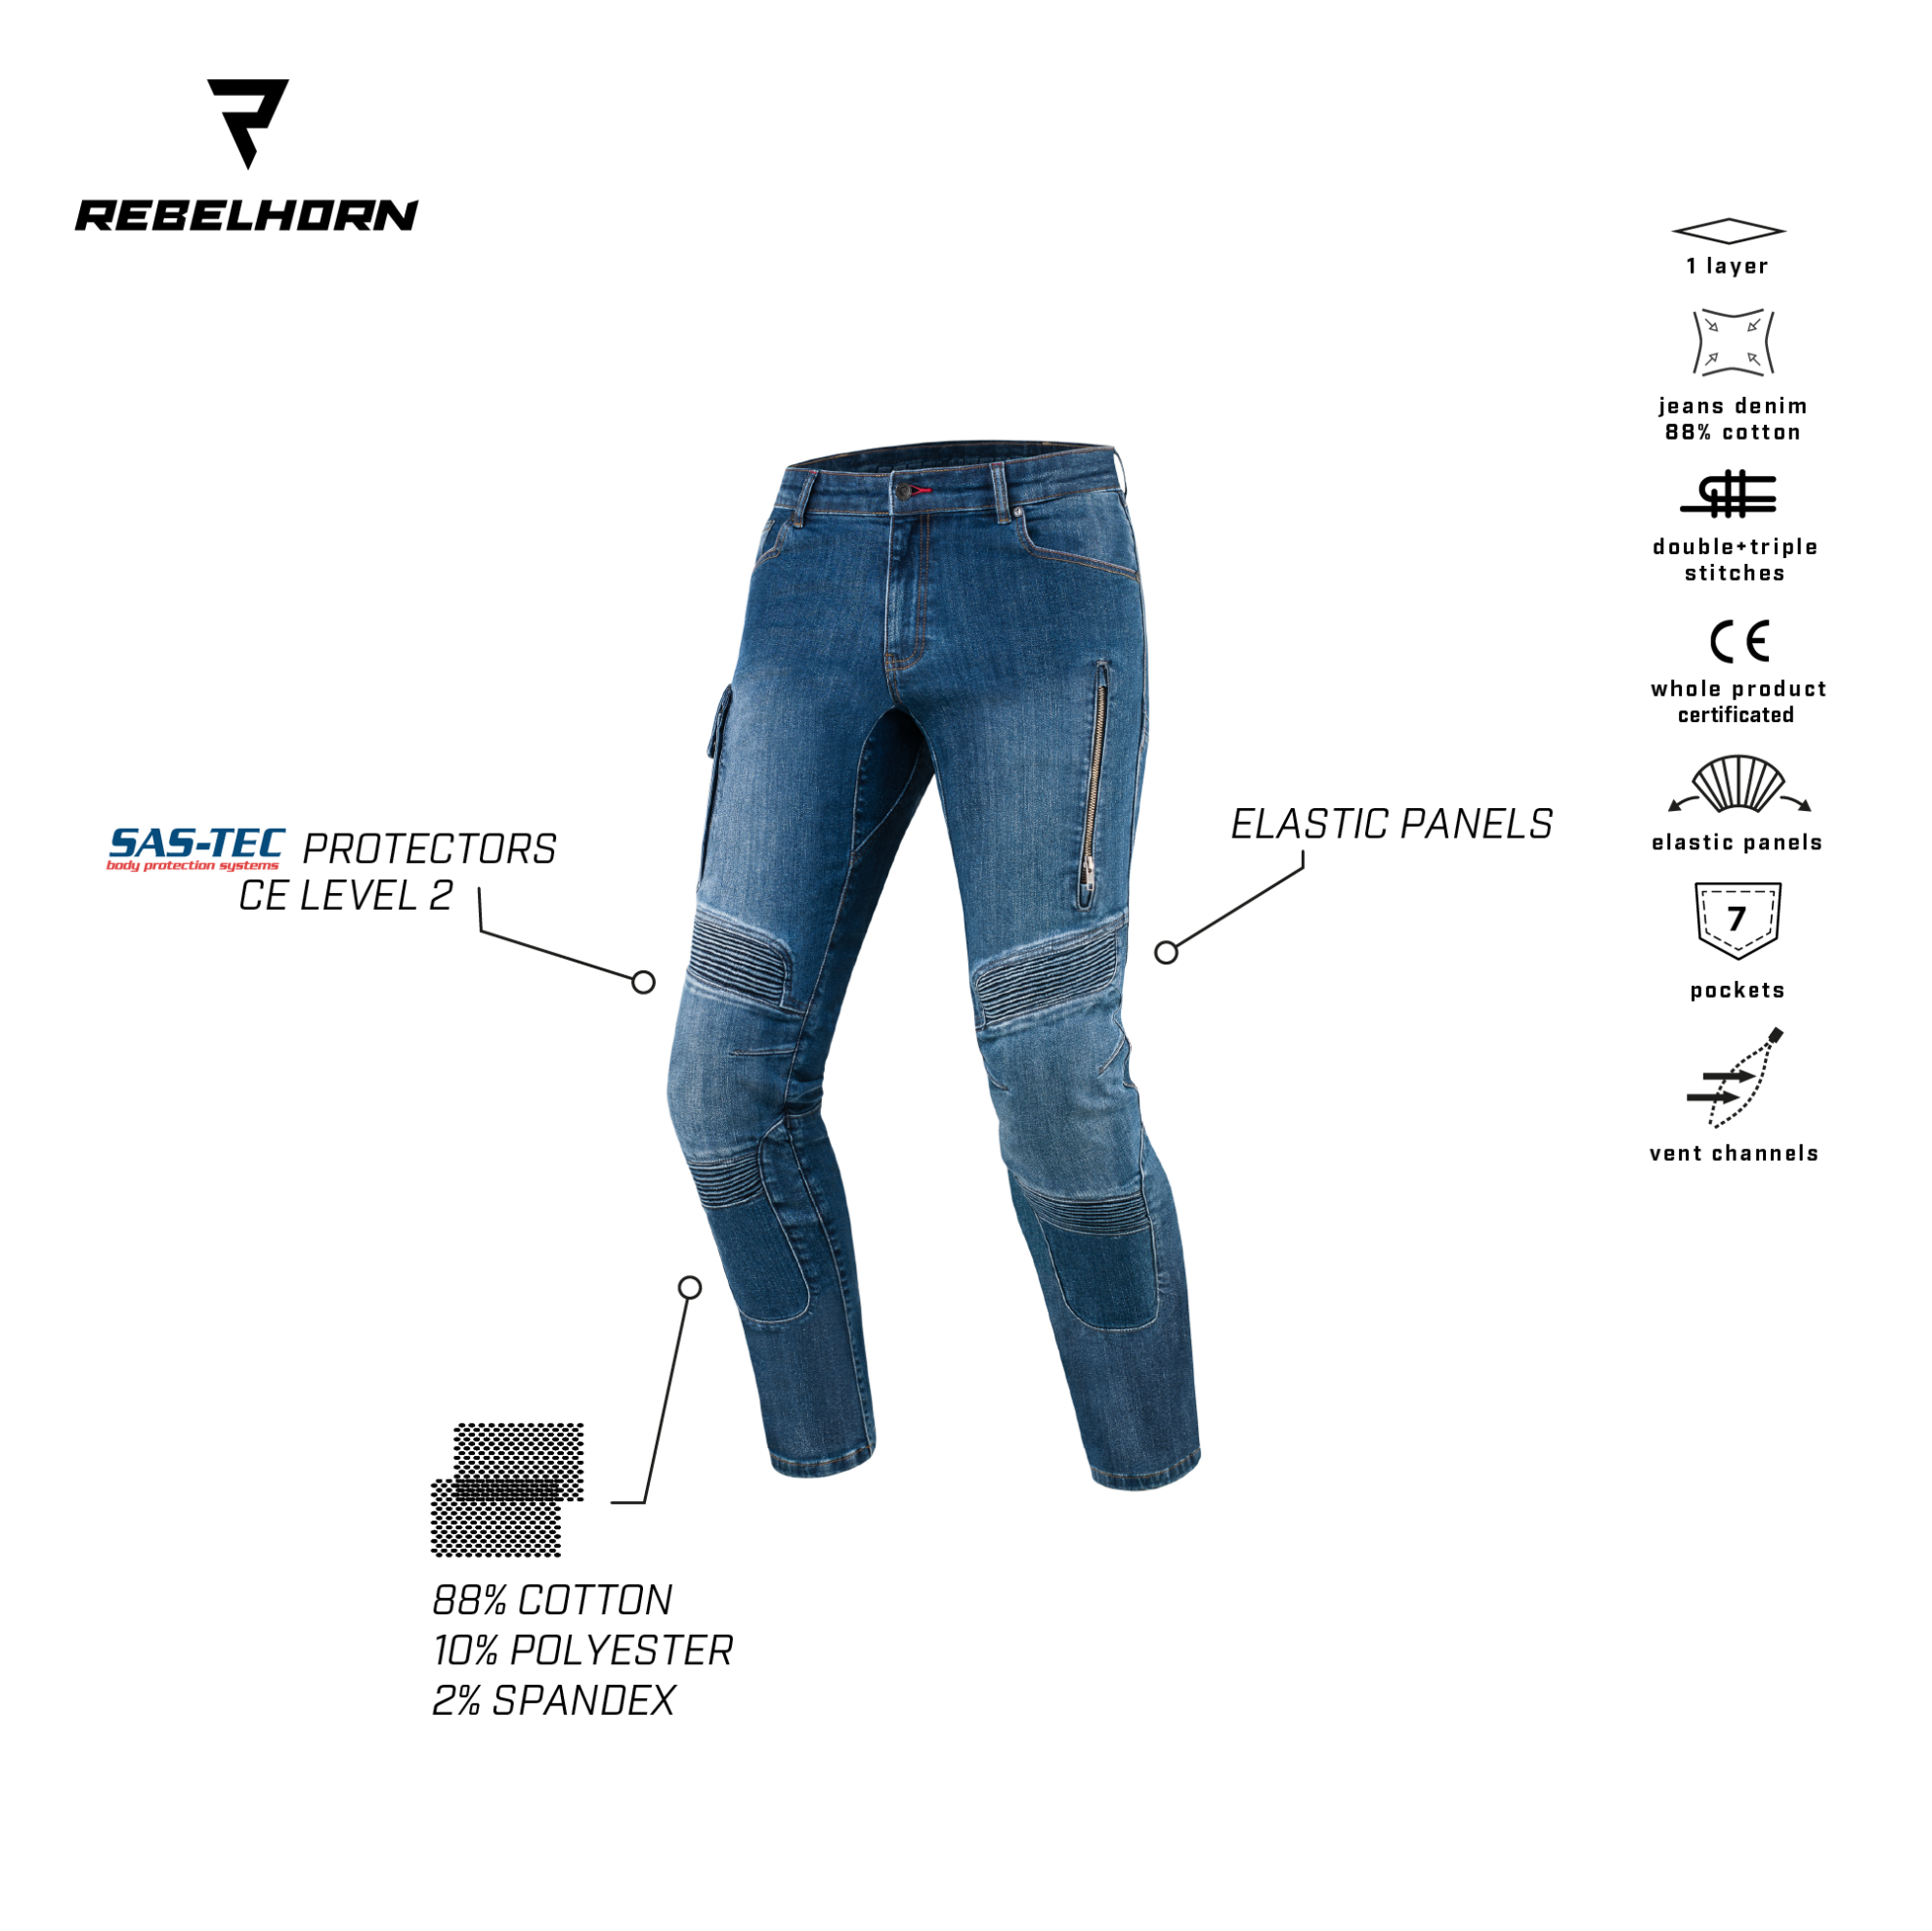 REBELHORN
1 layer
jeans denim
88% cotton
double+triple
stitches
CE
whole product
certificated
elastic panels
7
pockets
vent channels
SAS-TEC PROTECTORS
body protection systems
CE LEVEL 2
ELASTIC PANELS
88% COTTON
10% POLYESTER
2% SPANDEX